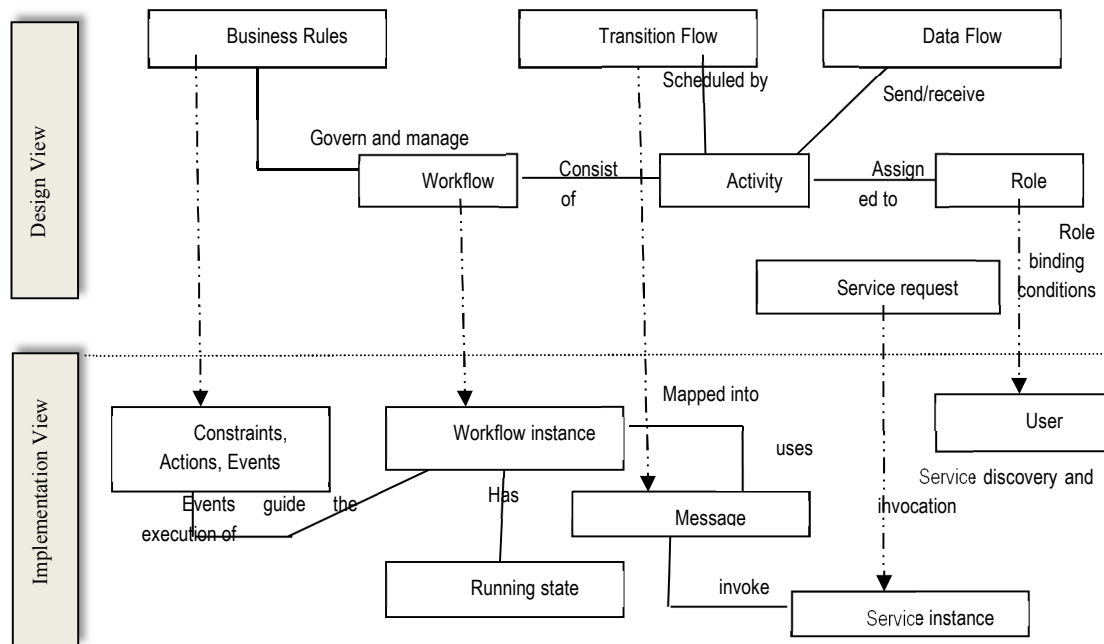 Design View
Business Rules
Transition Flow
Data Flow
Scheduled by
Send/receive
Govern and manage
Workflow
Consist
of
Activity
Assign
ed to
Role
Role
binding
conditions
Service request
Implementation View
Mapped into
Constraints,
Actions, Events
Workflow instance
uses
User
Events guide the
execution of
Has
Message
Service discovery and
invocation
Running state
invoke
Service instance